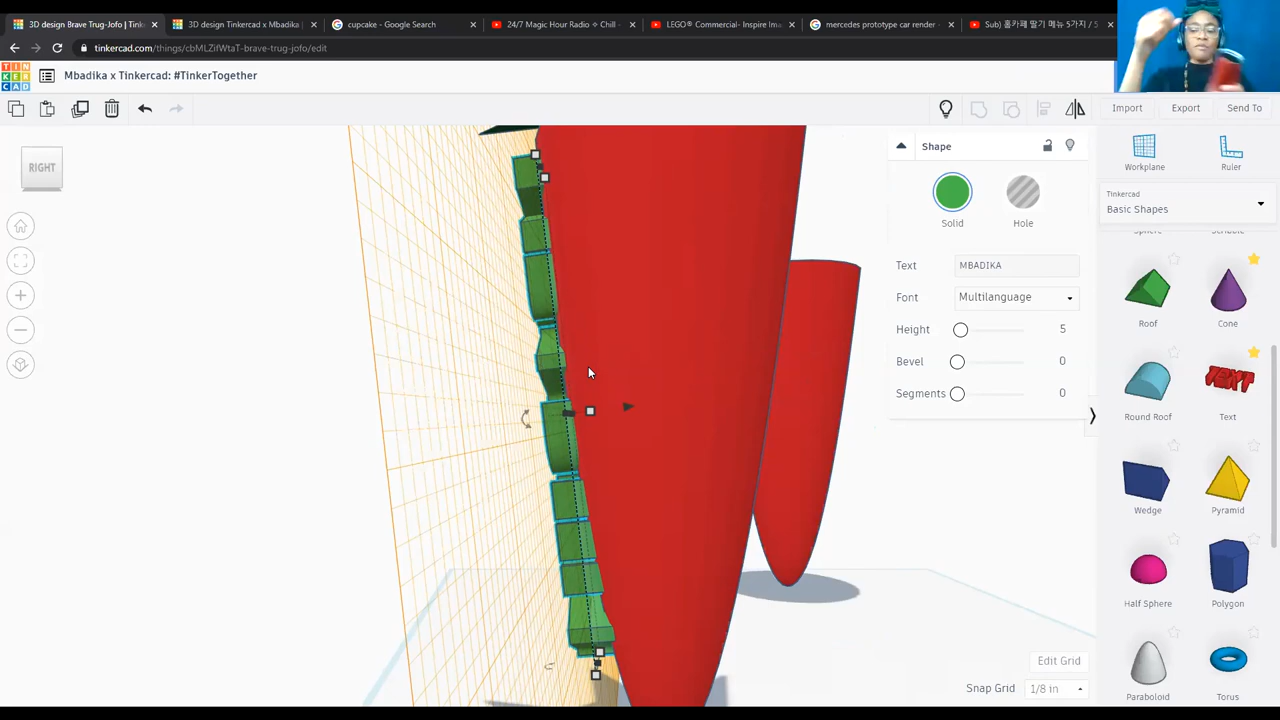 3D design Brave Trug-Jofo | Tink
3D design Tinkercad x Mbadika |
cupcake - Google Search
24/7 Magic Hour Radio ✧ Chill -
LEGO® Commercial- Inspire Ima
mercedes prototype car render -
Sub) 홈카페 딸기 메뉴 5가지 / 5
tinkercad.com/things/cbMLZifWtaT-brave-trug-jofo/edit
TIN
KER
CAD
Mbadika x Tinkercad: #TinkerTogether
Import
Export
Send To
RIGHT
Shape
Solid
Hole
Text
MBADIKA
Font
Multilanguage
Height
5
Bevel
0
Segments
0
Workplane
Ruler
Tinkercad
Basic Shapes
Sphere
Scribble
Roof
Cone
Round Roof
TEXT
Text
Wedge
Pyramid
Half Sphere
Polygon
Paraboloid
Torus
Edit Grid
Snap Grid
1/8 in